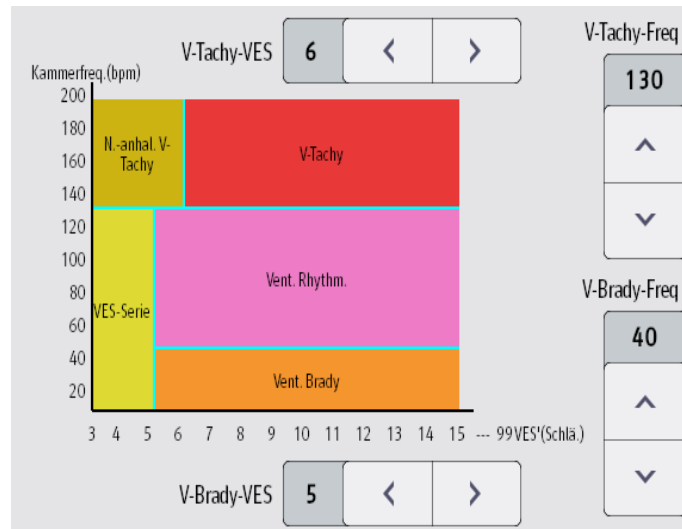 V-Tachy-VES 6
V-Tachy-Freq
130
Kammerfreq.(bpm)
200
180
160
140
120
100
80
60
40
20
N.-anhal. V-
Tachy
V-Tachy
VES-Serie
Vent. Rhythm.
Vent. Brady
V-Brady-Freq
40
3 4 5 6 7 8 9 10 11 12 13 14 15 --- 99 VES'(Schlä.)
V-Brady-VES 5